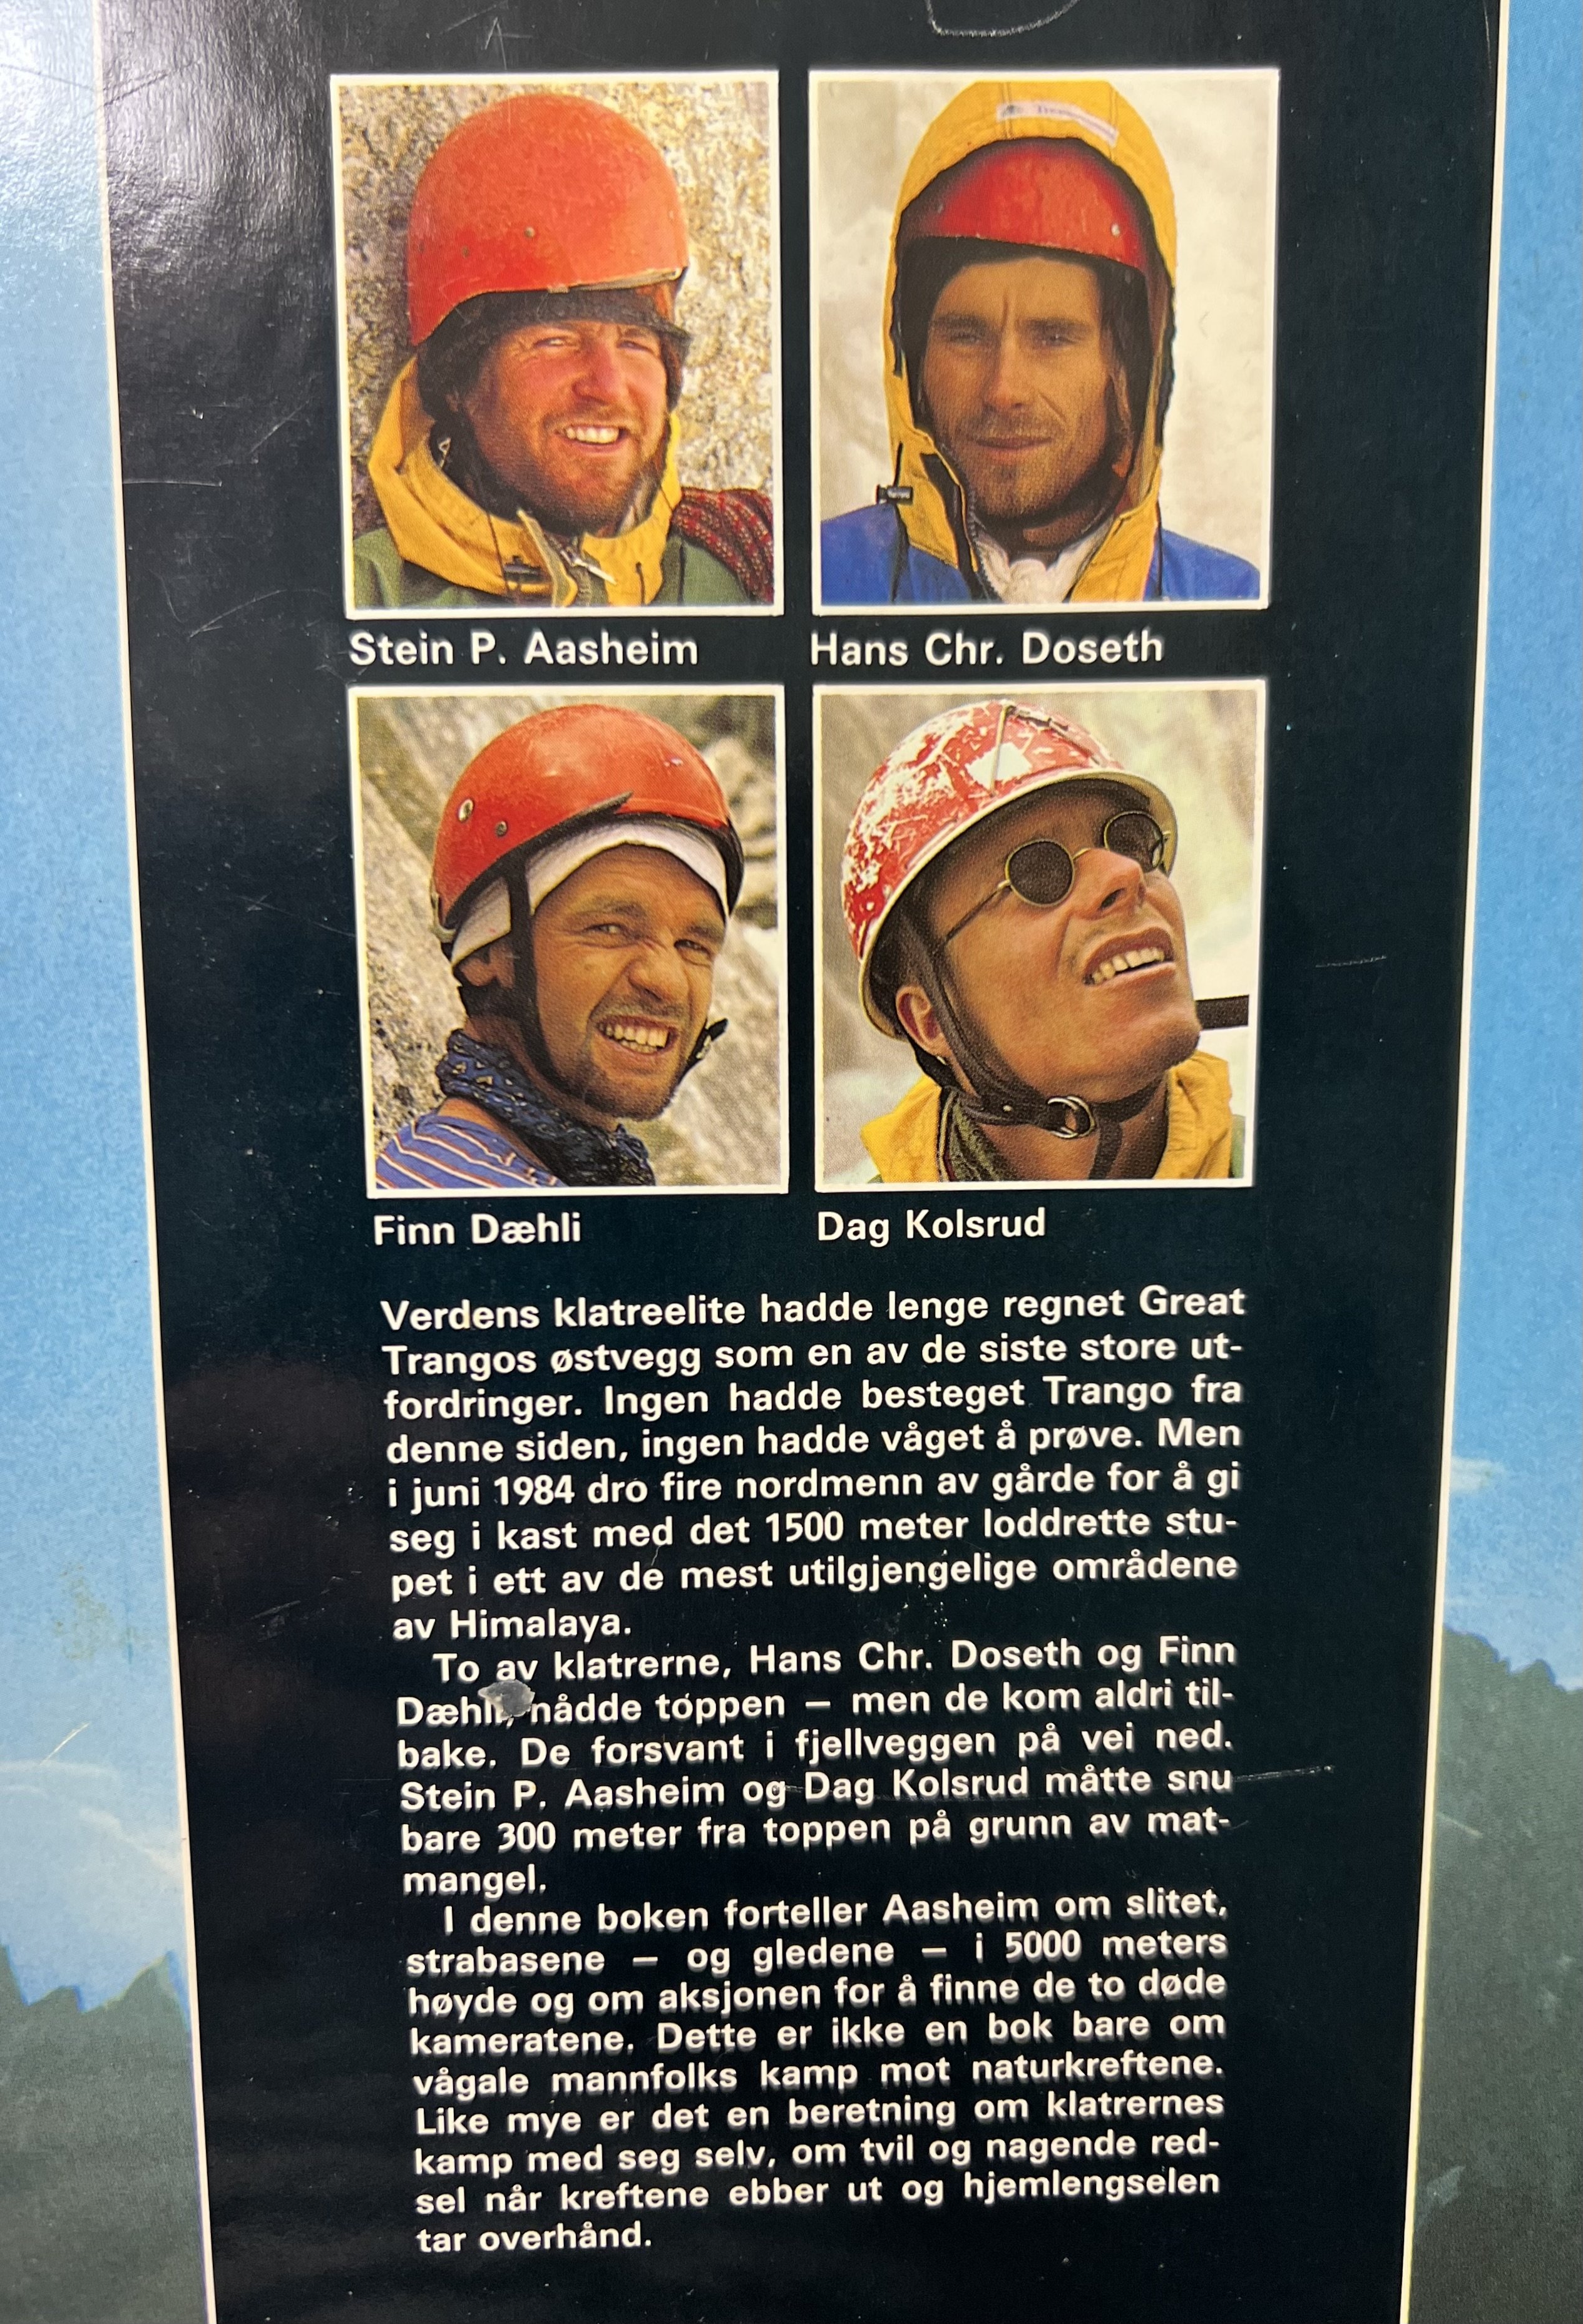 Stein P. Aasheim
Hans Chr. Doseth
Finn Dæhli
Dag Kolsrud
Verdens klatreelite hadde lenge regnet Great
Trangos østvegg som en av de siste store ut-
fordringer. Ingen hadde besteget Trango fra
denne siden, ingen hadde våget å prøve. Men
i juni 1984 dro fire nordmenn av gårde for å gi
seg i kast med det 1500 meter loddrette stu-
pet i ett av de mest utilgjengelige områdene
av Himalaya.
To av klatrerne, Hans Chr. Doseth og Finn
Dæhli, nådde toppen – men de kom aldri til-
bake. De forsvant i fjellveggen på vei ned.
Stein P. Aasheim og Dag Kolsrud måtte snu
bare 300 meter fra toppen på grunn av mat-
mangel.
I denne boken forteller Aasheim om slitet,
strabasene – og gledene – i 5000 meters
høyde og om aksjonen for å finne de to døde
kameratene. Dette er ikke en bok bare om
vågale mannfolks kamp mot naturkreftene.
Like mye er det en beretning om klatrernes
kamp med seg selv, om tvil og nagende red-
sel når kreftene ebber ut og hjemlengselen
tar overhånd.